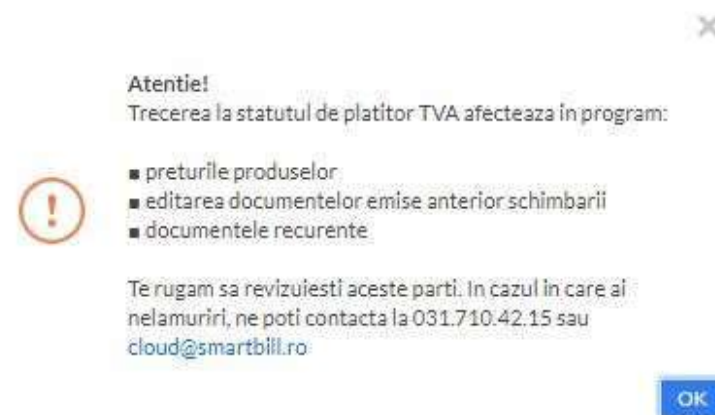 Atentie!
Trecerea la statutul de platitor TVA afecteaza in program:
▪ preturile produselor
▪ editarea documentelor emise anterior schimbarii
▪ documentele recurente
Te rugam sa revizuiesti aceste parti. In cazul in care ai
nelamuriri, ne poti contacta la 031.710.42.15 sau
cloud@smartbill.ro
OK